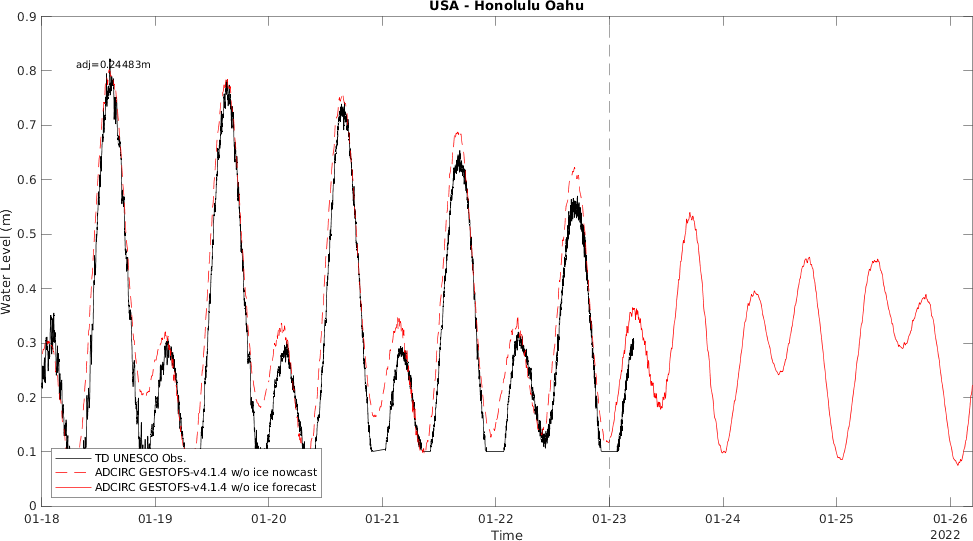 USA - Honolulu Oahu
0.9
adj=0.24483m
0.8
0.7
0.6
0.5
0.4
0.3
0.2
0.1
0
Water Level (m)
TD UNESCO Obs.
ADCIRC GESTOFS-v4.1.4 w/o ice nowcast
ADCIRC GESTOFS-v4.1.4 w/o ice forecast
01-18 01-19 01-20 01-21 01-22 01-23 01-24 01-25 01-26
Time 2022